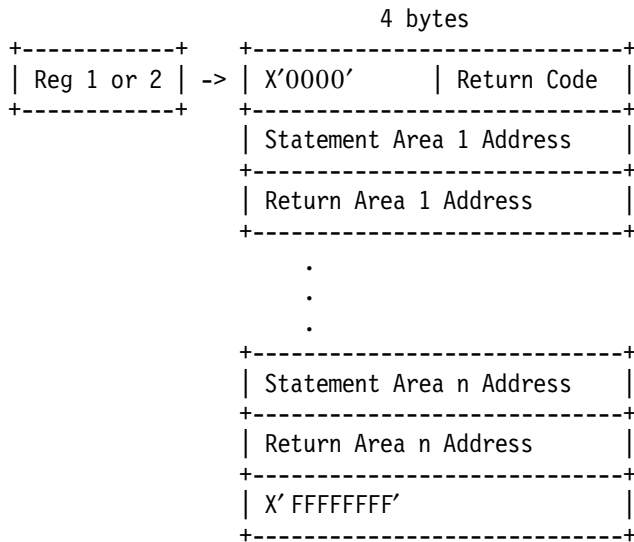 4 bytes
+------------+    +-----------------------------+
| Reg 1 or 2 | -> | X′0000′      | Return Code  |
+------------+    +-----------------------------+
                  | Statement Area 1 Address    |
                  +-----------------------------+
                  | Return Area 1 Address       |
                  +-----------------------------+
                       .
                       .
                       .
                  +-----------------------------+
                  | Statement Area n Address    |
                  +-----------------------------+
                  | Return Area n Address       |
                  +-----------------------------+
                  | X′FFFFFFFF′                 |
                  +-----------------------------+